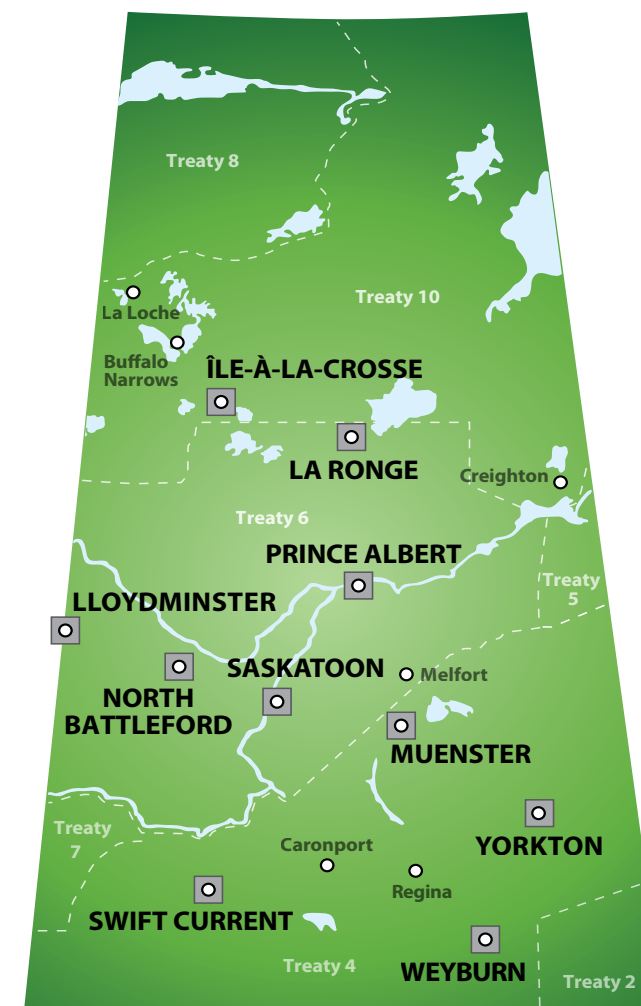 Treaty 8
Treaty 10
La Loche
Buffalo
Narrows
ÎLE-À-LA-CROSSE
LA RONGE
Creighton
Treaty 6
PRINCE ALBERT
Treaty
5
LLOYDMINSTER
SASKATOON
Melfort
NORTH
BATTLEFORD
MUENSTER
Treaty
7
Caronport
YORKTON
Regina
SWIFT CURRENT
Treaty 4
WEYBURN
Treaty 2